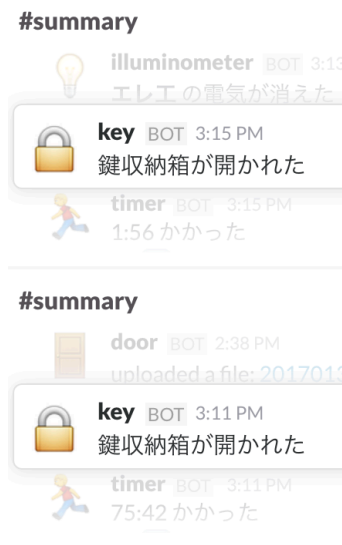 #summary
illuminometer BOT 3:13
エレエの電気が消えた
key BOT 3:15 PM
鍵収納箱が開かれた
timer BOT 3:15 PM
1:56 かかった
#summary
door BOT 2:38 PM
uploaded a file: 2017013
key BOT 3:11 PM
鍵収納箱が開かれた
timer BOT 3:11 PM
75:42 かかった